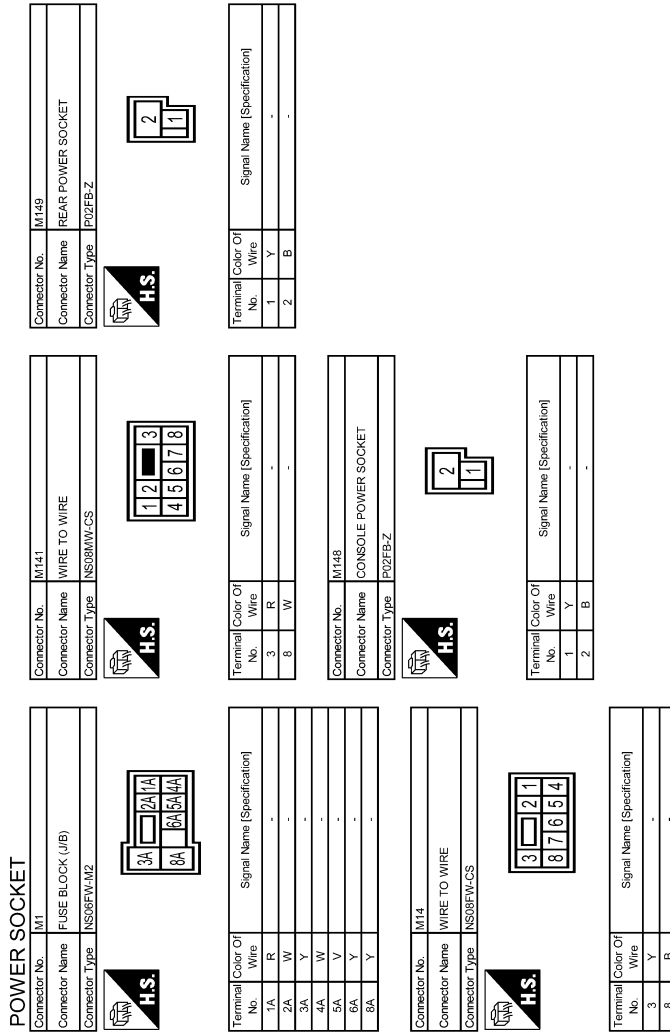 POWER SOCKET
Connector No. M1
Connector Name FUSE BLOCK (J/B)
Connector Type NS06FW-M2
H.S.
3A 2A 1A
8A 6A 5A 4A
Terminal No. Color Of Wire Signal Name [Specification]
1A R -
2A W -
3A Y -
4A W -
5A V -
6A Y -
8A Y -
Connector No. M14
Connector Name WIRE TO WIRE
Connector Type NS08FW-CS
H.S.
3 2 1
8 7 6 5 4
Terminal No. Color Of Wire Signal Name [Specification]
3 Y -
8 B -
Connector No. M141
Connector Name WIRE TO WIRE
Connector Type NS08MW-CS
H.S.
1 2 3
4 5 6 7 8
Terminal No. Color Of Wire Signal Name [Specification]
3 R -
8 W -
Connector No. M148
Connector Name CONSOLE POWER SOCKET
Connector Type P02FB-Z
H.S.
2
1
Terminal No. Color Of Wire Signal Name [Specification]
1 Y -
2 B -
Connector No. M149
Connector Name REAR POWER SOCKET
Connector Type P02FB-Z
H.S.
2
1
Terminal No. Color Of Wire Signal Name [Specification]
1 Y -
2 B -